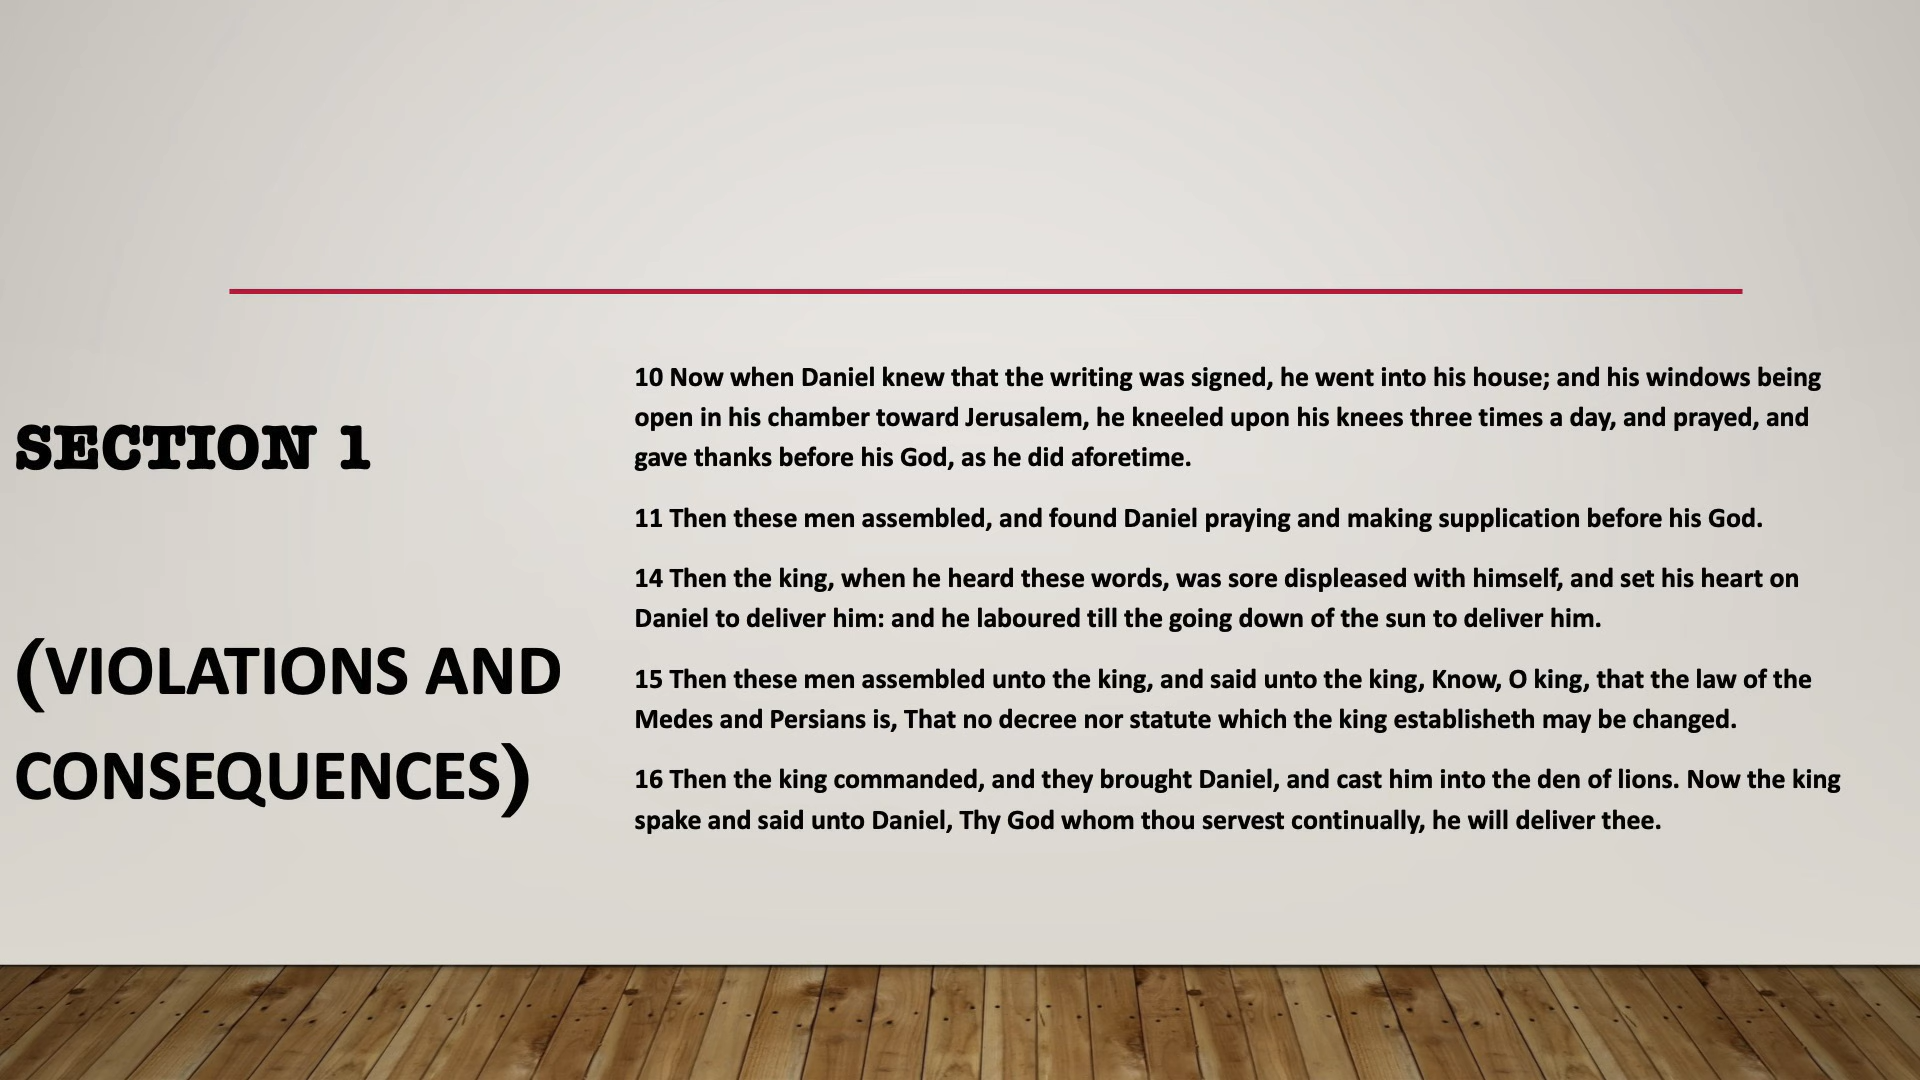 SECTION 1
(VIOLATIONS AND
CONSEQUENCES)
10 Now when Daniel knew that the writing was signed, he went into his house; and his windows being
open in his chamber toward Jerusalem, he kneeled upon his knees three times a day, and prayed, and
gave thanks before his God, as he did aforetime.
11 Then these men assembled, and found Daniel praying and making supplication before his God.
14 Then the king, when he heard these words, was sore displeased with himself, and set his heart on
Daniel to deliver him: and he laboured till the going down of the sun to deliver him.
15 Then these men assembled unto the king, and said unto the king, Know, O king, that the law of the
Medes and Persians is, That no decree nor statute which the king establisheth may be changed.
16 Then the king commanded, and they brought Daniel, and cast him into the den of lions. Now the king
spake and said unto Daniel, Thy God whom thou servest continually, he will deliver thee.